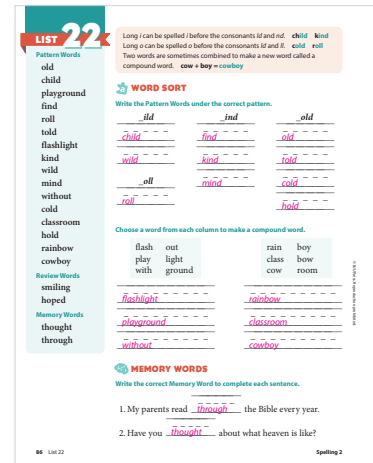 LIST 22
Long i can be spelled i before the consonants ld and nd. child kind
Long o can be spelled o before the consonants ld and ll. cold roll
Two words are sometimes combined to make a new word called a
compound word. cow + boy = cowboy
Pattern Words
old
child
playground
find
roll
told
flashlight
kind
wild
mind
without
cold
classroom
hold
rainbow
cowboy
Review Words
smiling
hoped
Memory Words
thought
through
a WORD SORT
Write the Pattern Words under the correct pattern.
_ild _ind _old
child find old
wild kind told
_oll mind cold
roll
hold
Choose a word from each column to make a compound word.
flash out rain boy
play light class bow
with ground cow room
flashlight rainbow
playground classroom
without cowboy
MEMORY WORDS
Write the correct Memory Word to complete each sentence.
1. My parents read through the Bible every year.
2. Have you thought about what heaven is like?
86 List 22 Spelling 2